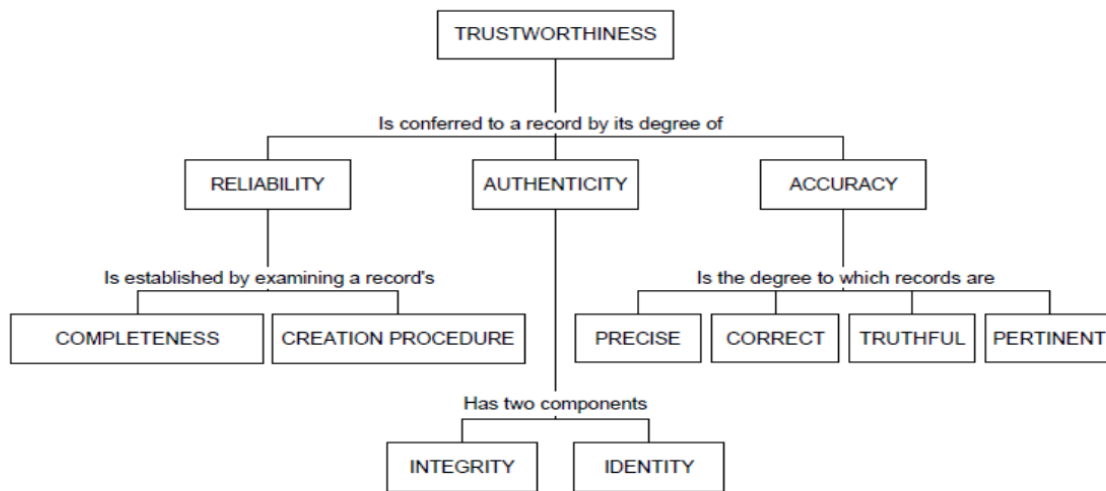 TRUSTWORTHINESS
Is conferred to a record by its degree of
RELIABILITY
AUTHENTICITY
ACCURACY
Is established by examining a record's
Is the degree to which records are
COMPLETENESS
CREATION PROCEDURE
PRECISE
CORRECT
TRUTHFUL
PERTINENT
Has two components
INTEGRITY
IDENTITY